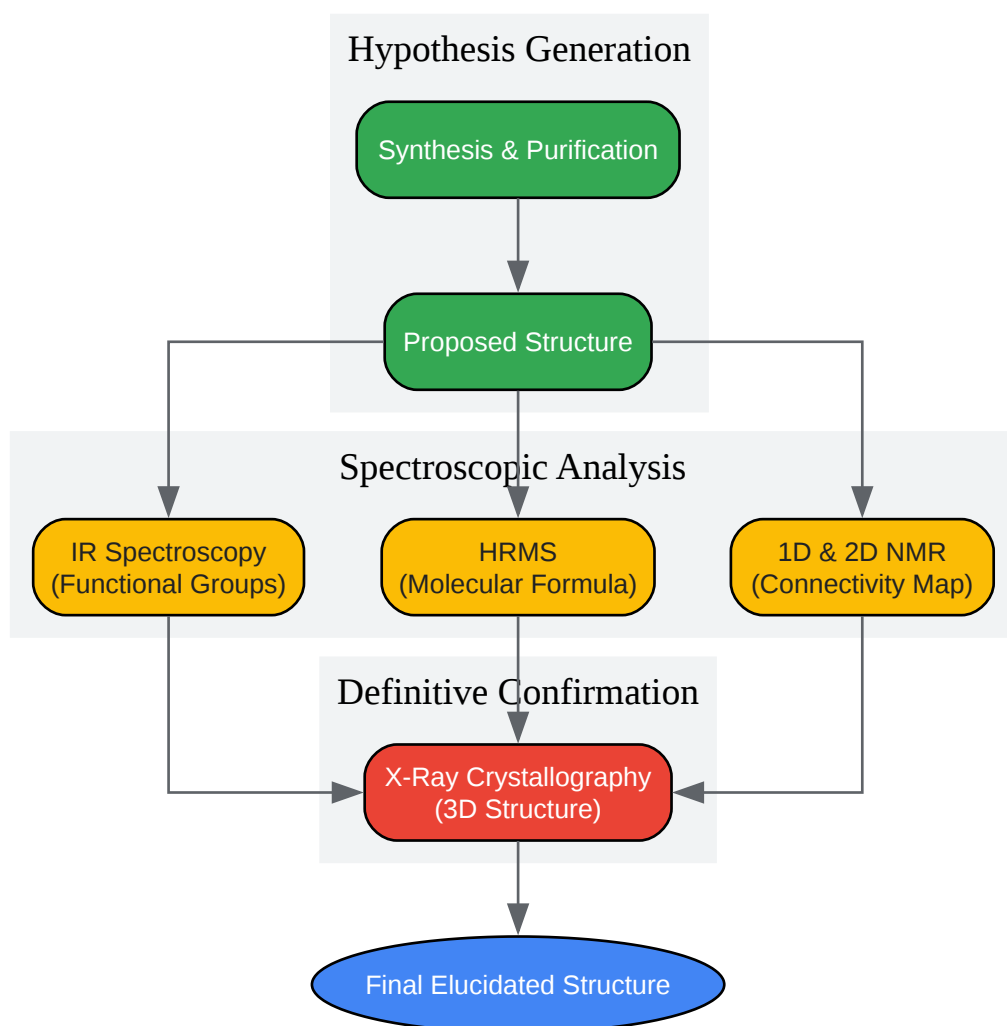 Hypothesis Generation
Synthesis & Purification
Proposed Structure
Spectroscopic Analysis
IR Spectroscopy
(Functional Groups)
HRMS
(Molecular Formula)
1D & 2D NMR
(Connectivity Map)
Definitive Confirmation
X-Ray Crystallography
(3D Structure)
Final Elucidated Structure